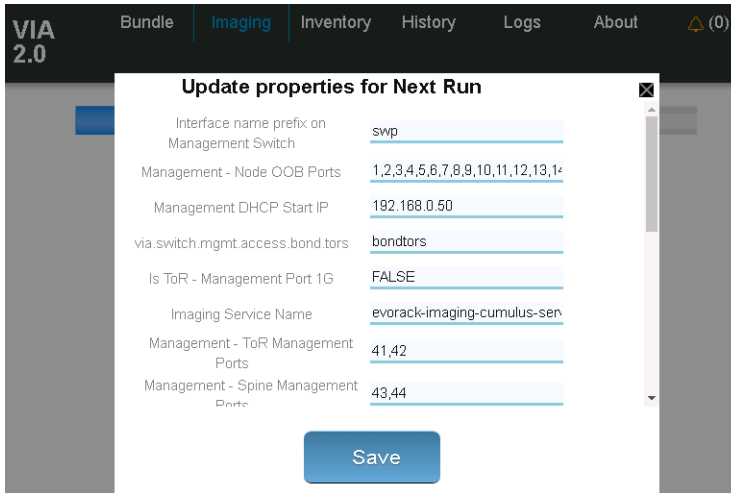 VIA 2.0
Bundle Imaging Inventory History Logs About (0)
Update properties for Next Run
Interface name prefix on
Management Switch
swp
Management - Node OOB Ports 1,2,3,4,5,6,7,8,9,10,11,12,13,14
Management DHCP Start IP 192.168.0.50
via.switch.mgmt.access.bond.tors bondtors
Is ToR - Management Port 1G FALSE
Imaging Service Name evorack-imaging-cumulus-serv
Management - ToR Management
Ports
41,42
Management - Spine Management
Ports
43,44
Save